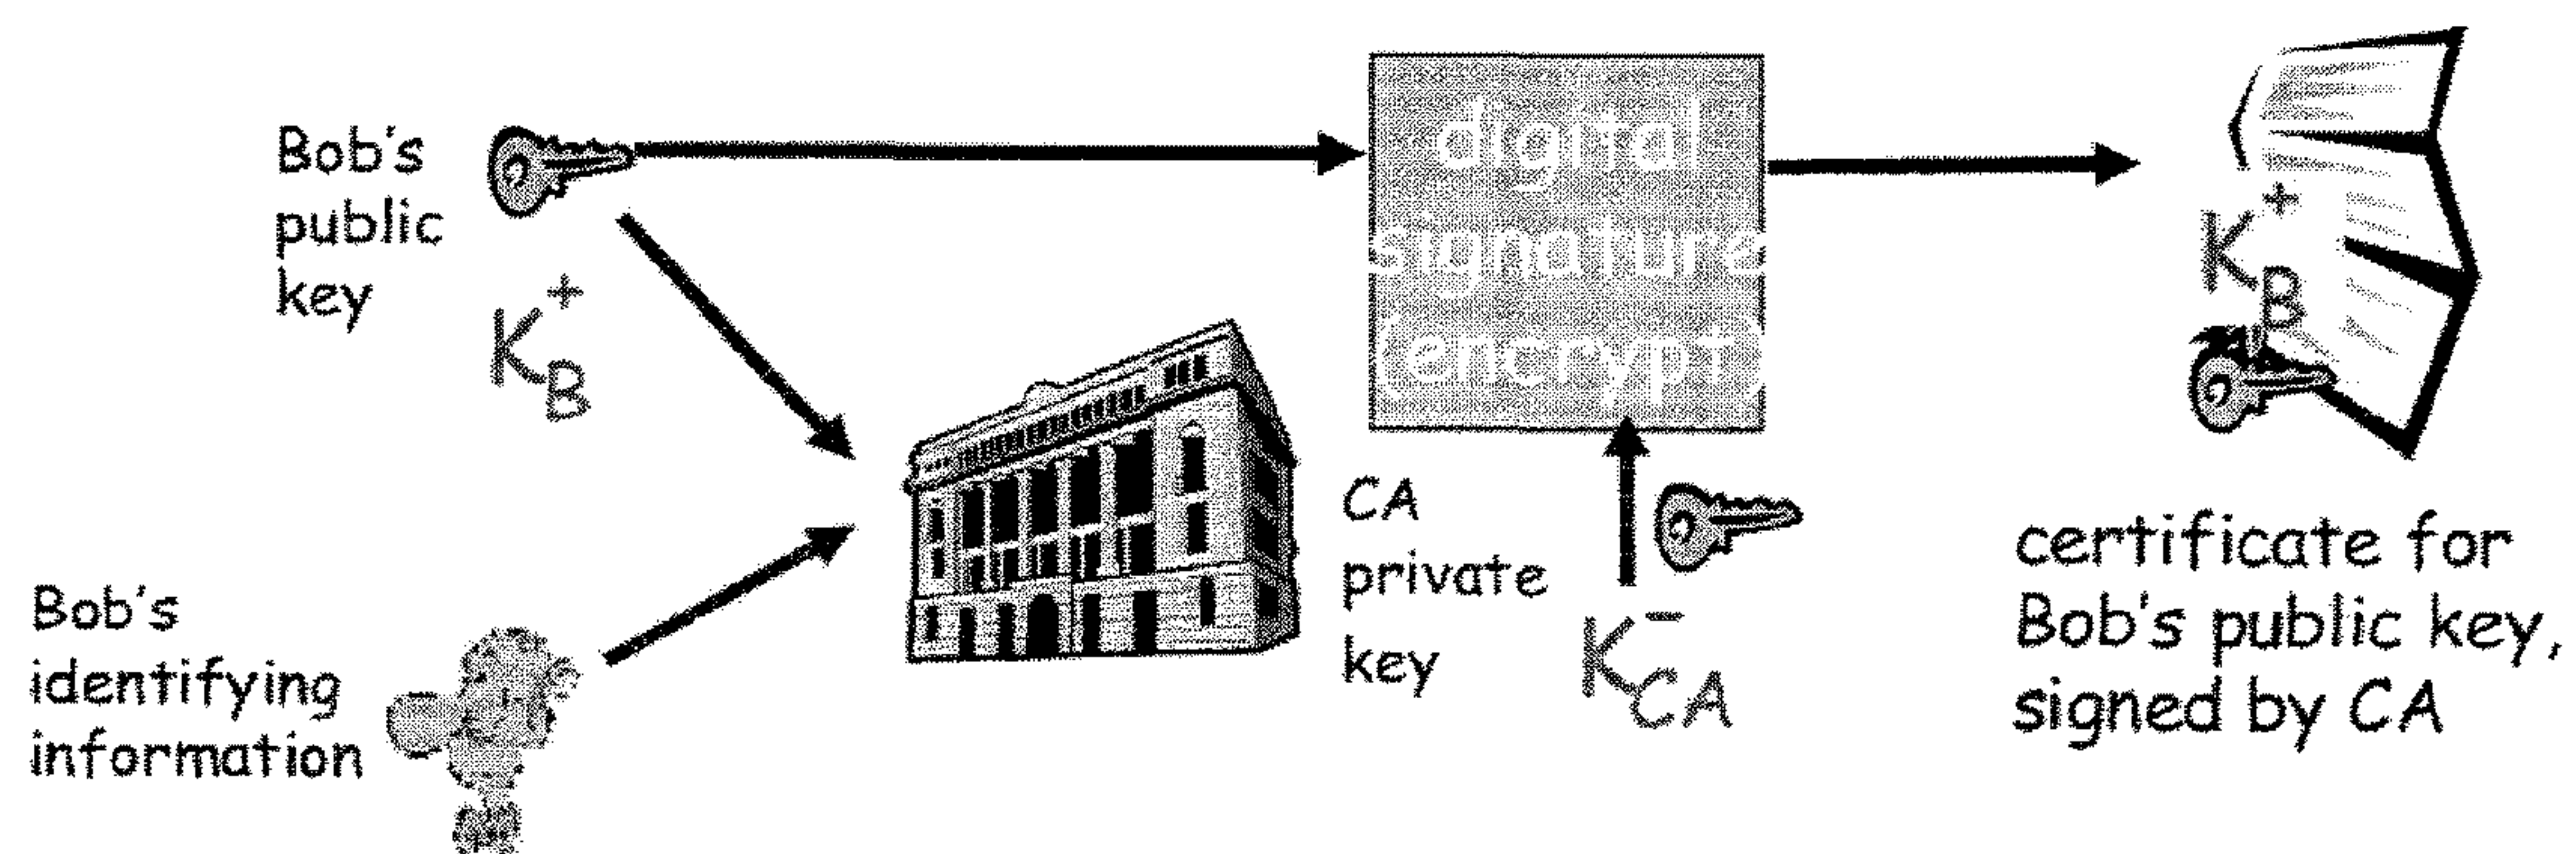 Bob's
public
key
K+B
digital
signature
(encrypt)
K+B
Bob's
identifying
information
CA
private
key
K-CA
certificate for
Bob's public key,
signed by CA